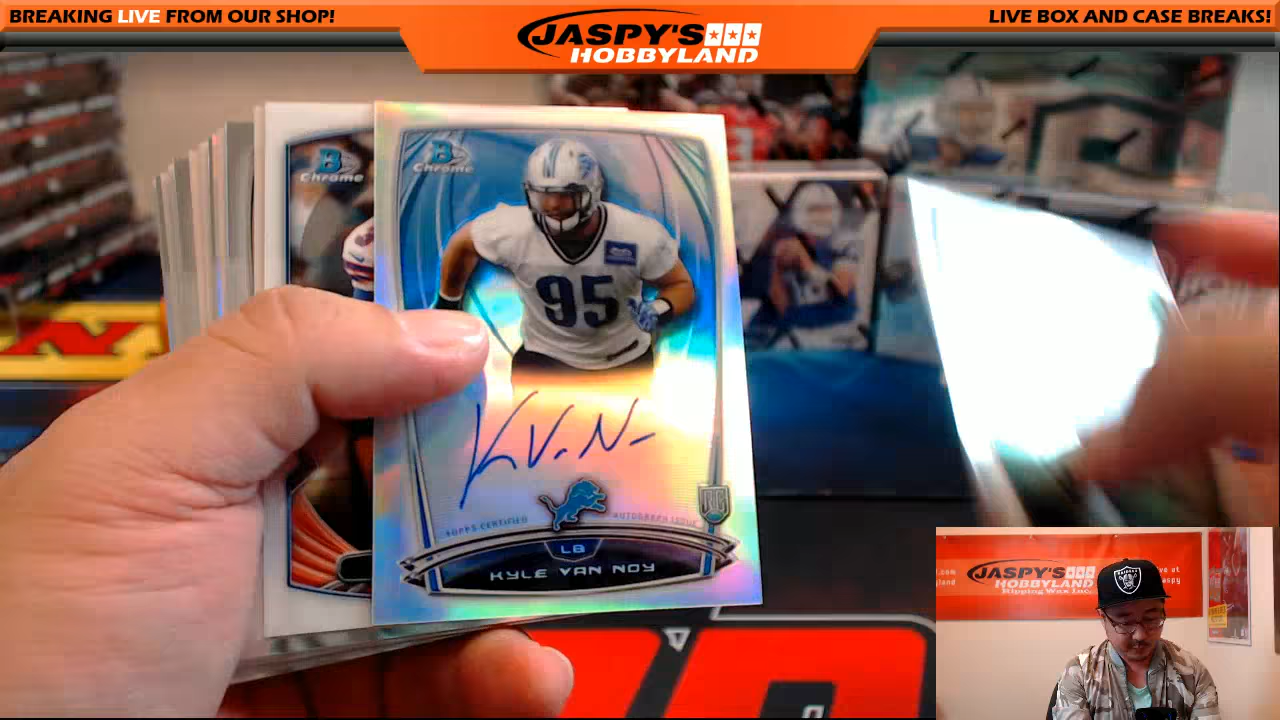 BREAKING LIVE FROM OUR SHOP!
JASPY'S
HOBBYLAND
LIVE BOX AND CASE BREAKS!
B
Chrome
B
Chrome
95
K V. N
TOPPS CERTIFIED
AUTOGRAPH ISSUE
RC
LB
KYLE VAN NOY
JASPY'S
HOBBYLAND
Ripping Wax Inc.
RAIDERS